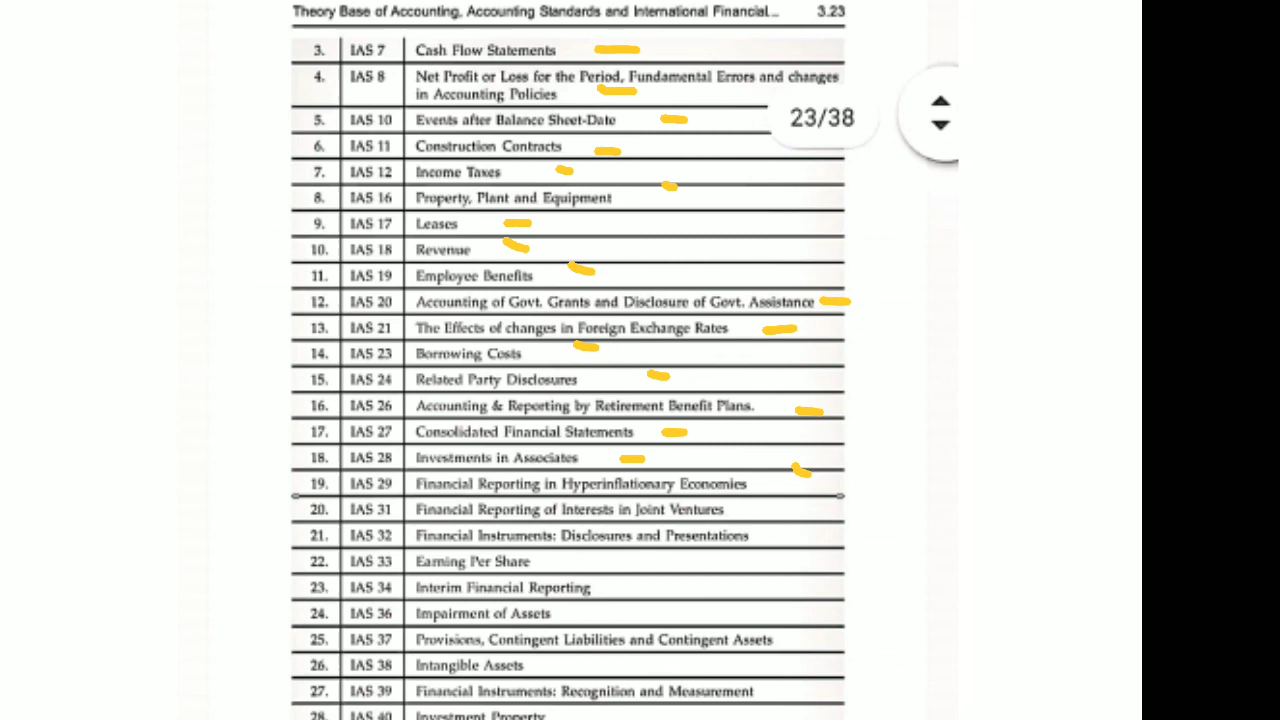 Theory Base of Accounting, Accounting Standards and International Financial... 3.23
3. IAS 7 Cash Flow Statements
4. IAS 8 Net Profit or Loss for the Period, Fundamental Errors and changes
in Accounting Policies
23/38
5. IAS 10 Events after Balance Sheet-Date
6. IAS 11 Construction Contracts
7. IAS 12 Income Taxes
8. IAS 16 Property, Plant and Equipment
9. IAS 17 Leases
10. IAS 18 Revenue
11. IAS 19 Employee Benefits
12. IAS 20 Accounting of Govt. Grants and Disclosure of Govt. Assistance
13. IAS 21 The Effects of changes in Foreign Exchange Rates
14. IAS 23 Borrowing Costs
15. IAS 24 Related Party Disclosures
16. IAS 26 Accounting & Reporting by Retirement Benefit Plans.
17. IAS 27 Consolidated Financial Statements
18. IAS 28 Investments in Associates
19. IAS 29 Financial Reporting in Hyperinflationary Economies
20. IAS 31 Financial Reporting of Interests in Joint Ventures
21. IAS 32 Financial Instruments: Disclosures and Presentations
22. IAS 33 Earning Per Share
23. IAS 34 Interim Financial Reporting
24. IAS 36 Impairment of Assets
25. IAS 37 Provisions, Contingent Liabilities and Contingent Assets
26. IAS 38 Intangible Assets
27. IAS 39 Financial Instruments: Recognition and Measurement
28. IAS 40 Investment Property